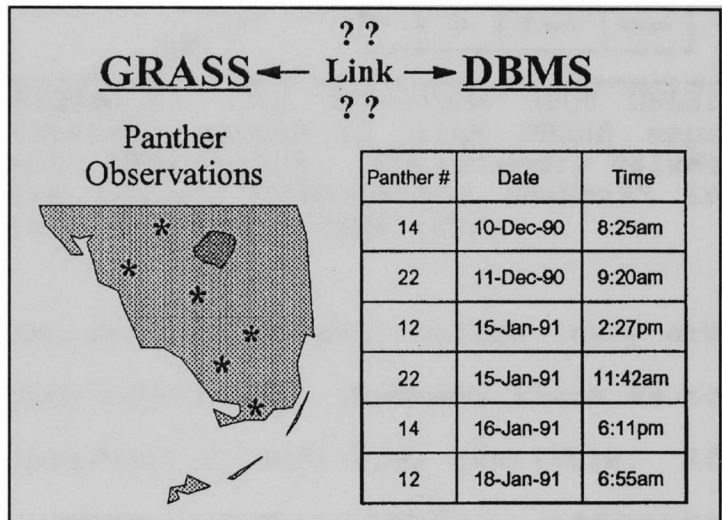 ? ?
GRASS Link DBMS
??
Panther
Observations
Panther # Date Time
14 10-Dec-90 8:25am
22 11-Dec-90 9:20am
12 15-Jan-91 2:27pm
22 15-Jan-91 11:42am
14 16-Jan-91 6:11pm
12 18-Jan-91 6:55am